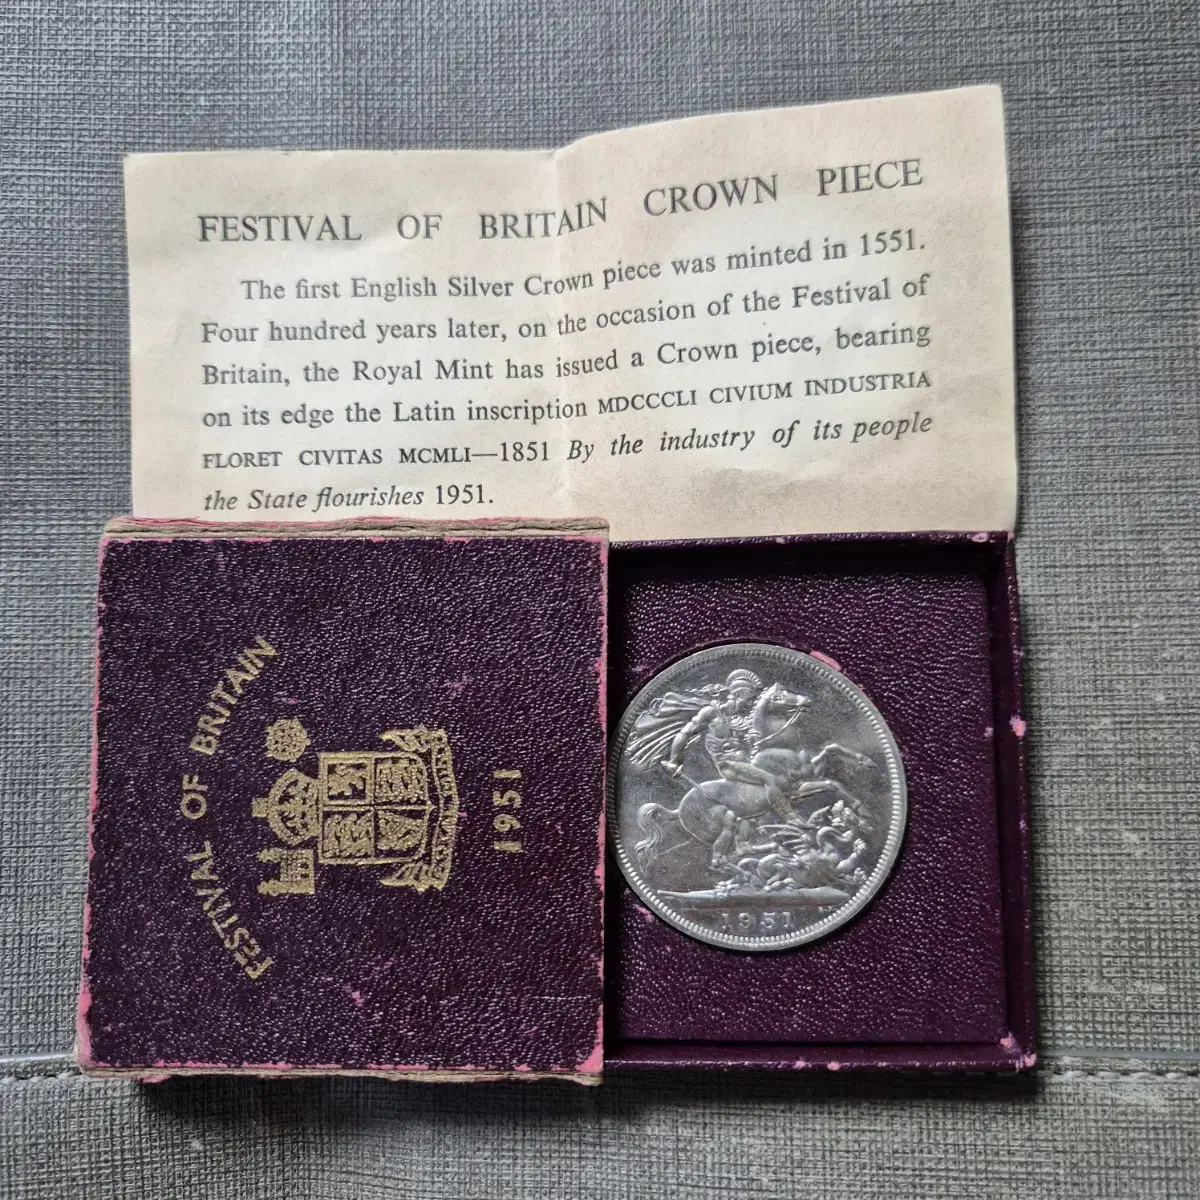 FESTIVAL OF BRITAIN CROWN PIECE
The first English Silver Crown piece was minted in 1551.
Four hundred years later, on the occasion of the Festival of
Britain, the Royal Mint has issued a Crown piece, bearing
on its edge the Latin inscription MDCCCLI CIVIUM INDUSTRIA
FLORET CIVITAS MCMLI—1851 By the industry of its people
the State flourishes 1951.
FESTIVAL OF BRITAIN
1951
1951